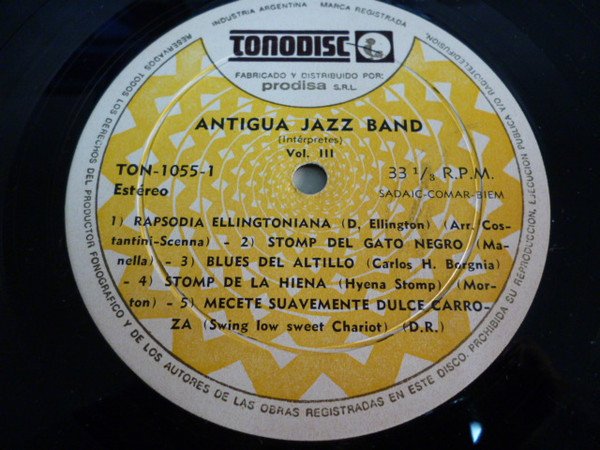 INDUSTRIA ARGENTINA MARCA REGISTRADA
TONODISC
FABRICADO Y DISTRIBUIDO POR:
prodisa S.R.L.
ANTIGUA JAZZ BAND
(Intérpretes)
Vol. III
TON-1055-1
Estéreo
33 1/3 R.P.M.
SADAIC-COMAR-BIEM
1) RAPSODIA ELLINGTONIANA (D. Ellington) (Arr. Cos-
tantini-Scenna) - 2) STOMP DEL GATO NEGRO (Ma-
nella) - 3) BLUES DEL ALTILLO (Carlos H. Borgnia)
- 4) STOMP DE LA HIENA (Hyena Stomp) (Mor-
ton) - 5) MECETE SUAVEMENTE DULCE CARRO-
ZA (Swing low sweet Chariot) (D.R.)
RESERVADOS TODOS LOS DERECHOS DEL PRODUCTOR FONOGRAFICO Y DE LOS AUTORES DE LAS OBRAS REGISTRADAS EN ESTE DISCO. PROHIBIDA SU REPRODUCCION, EJECUCION PUBLICA Y/O RADIOTELEDIFUSION.